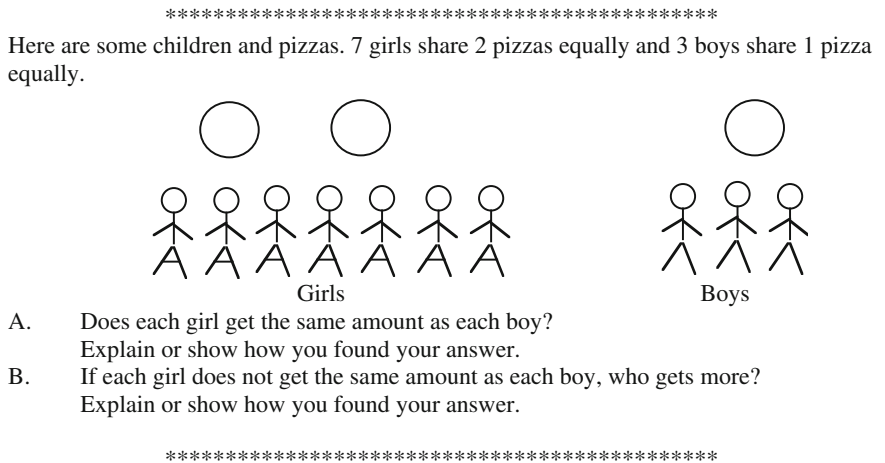 **********************************************
Here are some children and pizzas. 7 girls share 2 pizzas equally and 3 boys share 1 pizza
equally.
Girls
Boys
A. Does each girl get the same amount as each boy?
Explain or show how you found your answer.
B. If each girl does not get the same amount as each boy, who gets more?
Explain or show how you found your answer.
**********************************************